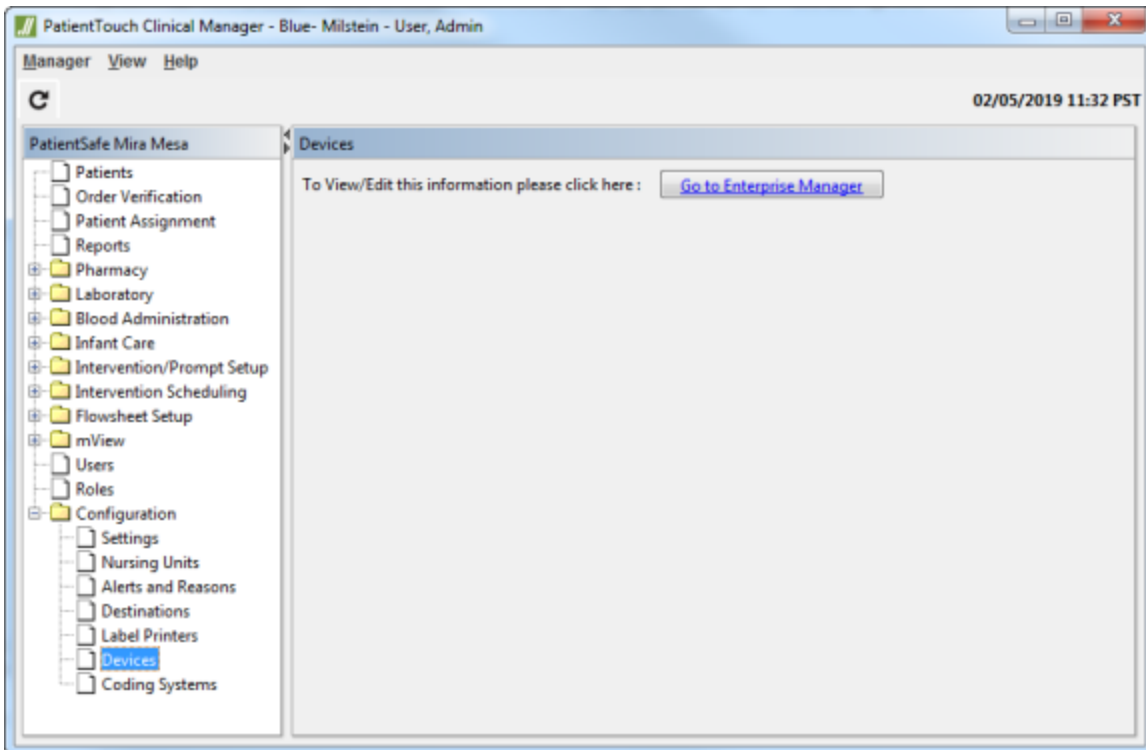 PatientTouch Clinical Manager - Blue- Milstein - User, Admin
Manager View Help
02/05/2019 11:32 PST
PatientSafe Mira Mesa
Patients
Order Verification
Patient Assignment
Reports
Pharmacy
Laboratory
Blood Administration
Infant Care
Intervention/Prompt Setup
Intervention Scheduling
Flowsheet Setup
mView
Users
Roles
Configuration
Settings
Nursing Units
Alerts and Reasons
Destinations
Label Printers
Devices
Coding Systems
Devices
To View/Edit this information please click here : Go to Enterprise Manager